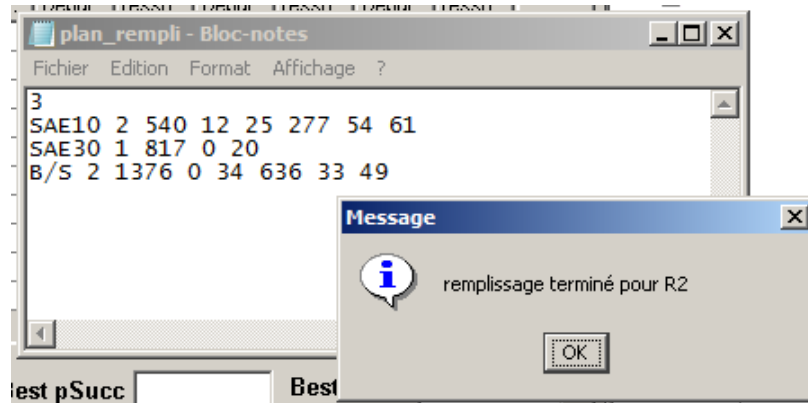 plan_rempli - Bloc-notes
Fichier Edition Format Affichage ?
3
SAE10 2 540 12 25 277 54 61
SAE30 1 817 0 20
B/S 2 1376 0 34 636 33 49
Message
remplissage terminé pour R2
OK
pSucc Best